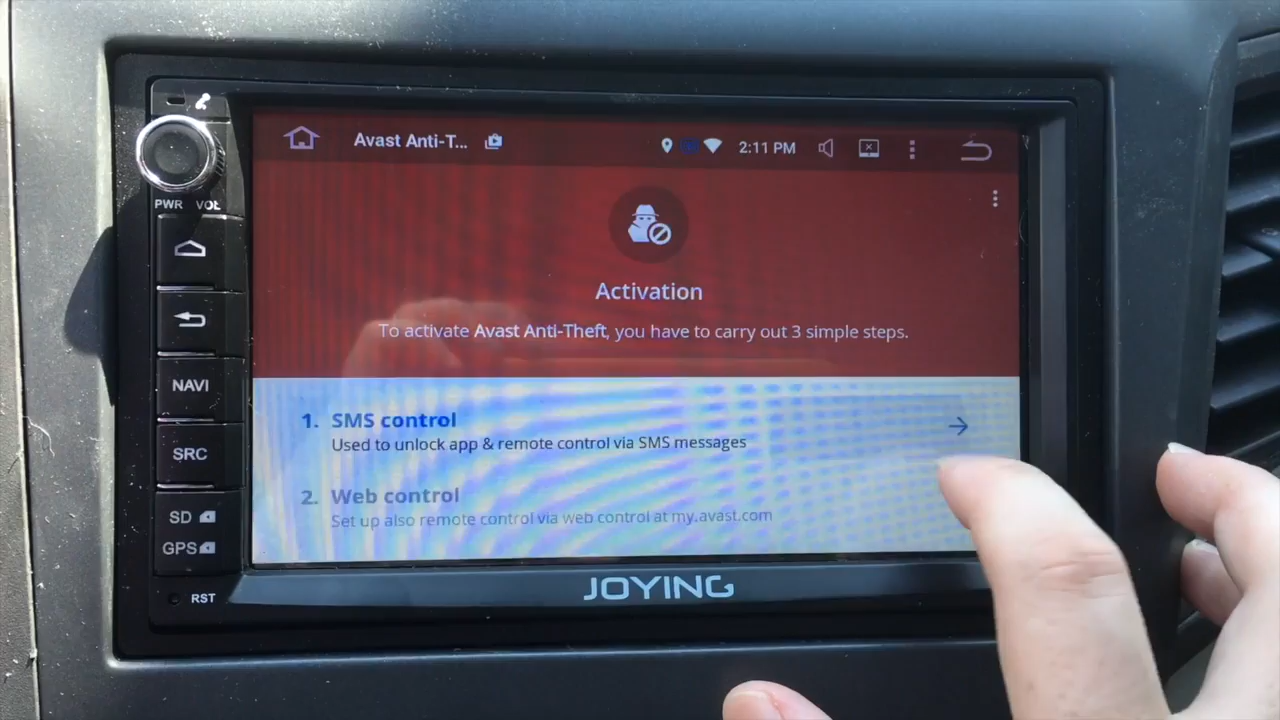 Avast Anti-T...
2:11 PM
PWR VOL
Activation
To activate Avast Anti-Theft, you have to carry out 3 simple steps.
NAVI
1. SMS control
Used to unlock app & remote control via SMS messages
SRC
2. Web control
Set up also remote control via web control at my.avast.com
SD
GPS
JOYING
RST